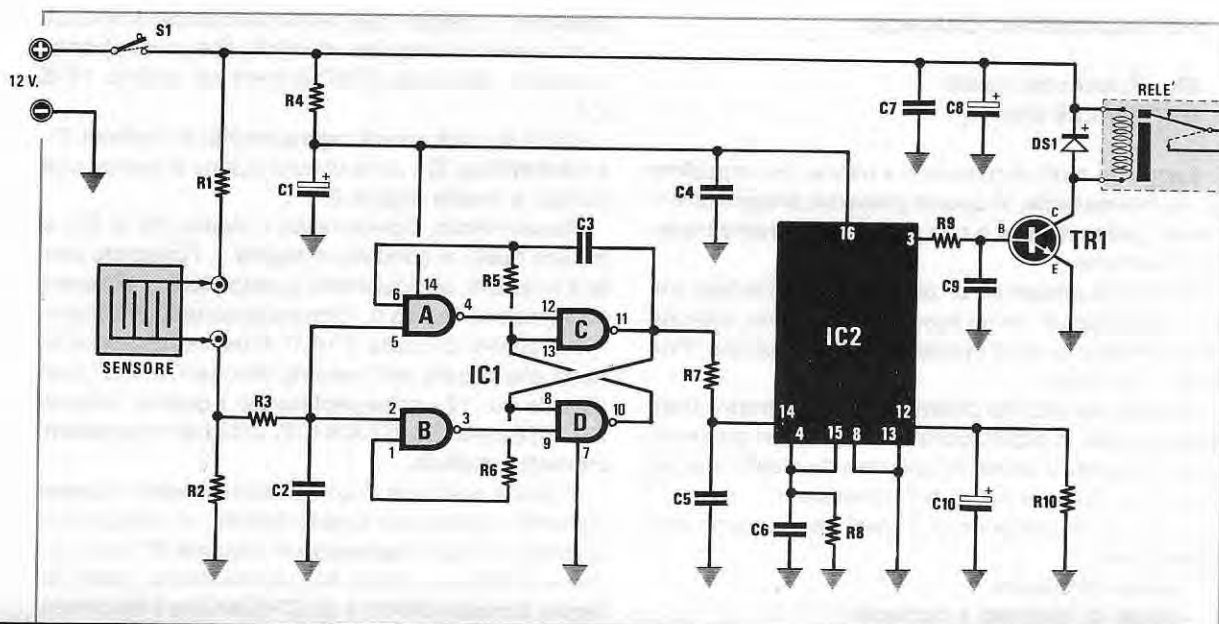 S1
12 V.
R4
C7
C8
RELE'
DS1
R1
C1
C4
C3
R9
C
B
TR1
E
C9
16
3
SENSORE
14
6
R5
A
4
12
C
11
5
13
IC1
IC2
R7
R3
2
B
3
8
D
10
1
9
7
R6
14
4
15
8
13
12
R2
C2
C5
C6
R8
C10
R10